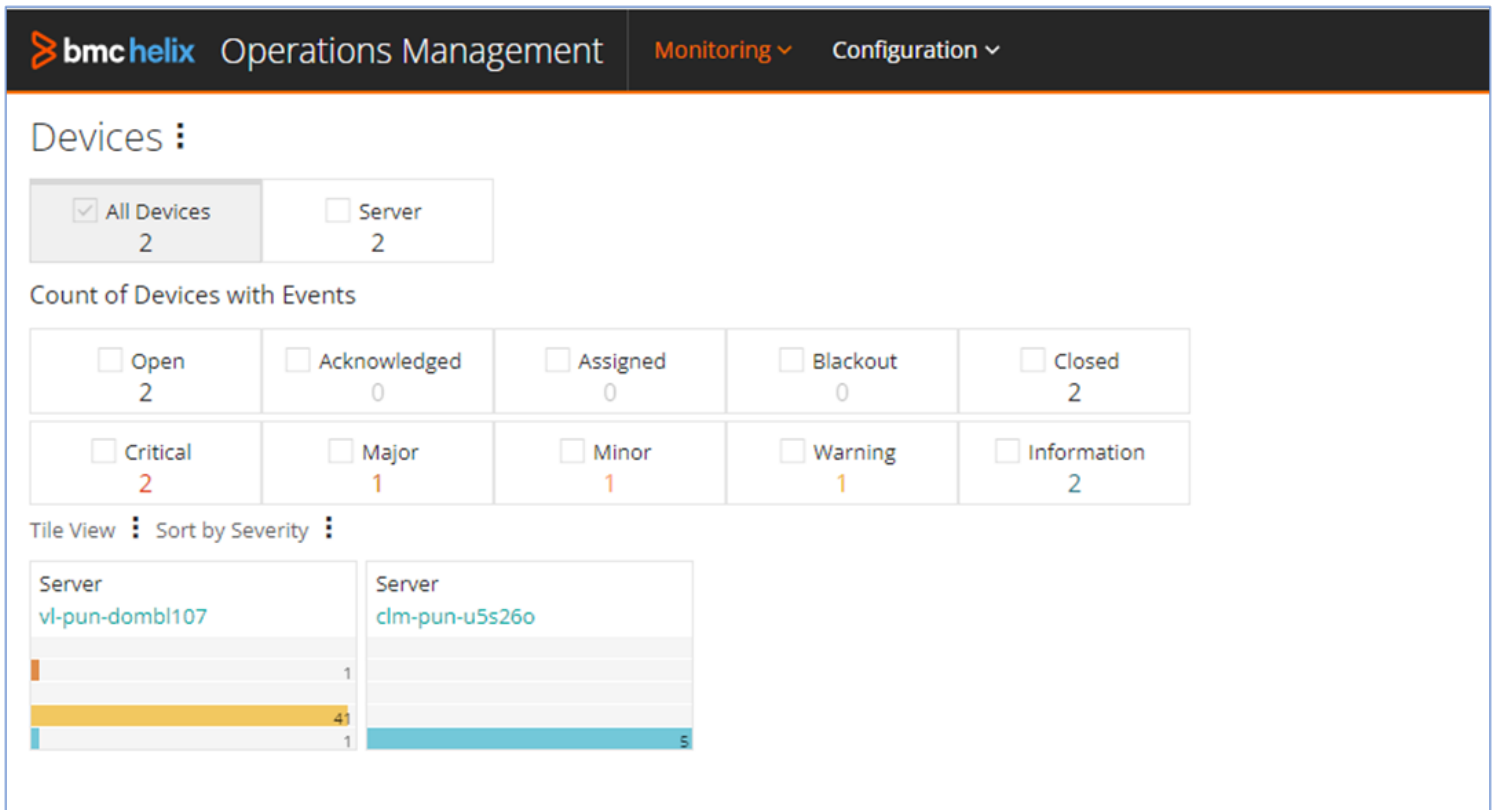 bmc helix Operations Management Monitoring Configuration
Devices
All Devices Server
2 2
Count of Devices with Events
Open Acknowledged Assigned Blackout Closed
2 0 0 0 2
Critical Major Minor Warning Information
2 1 1 1 2
Tile View Sort by Severity
Server Server
vl-pun-dombl107 clm-pun-u5s26o
1
41
1 5